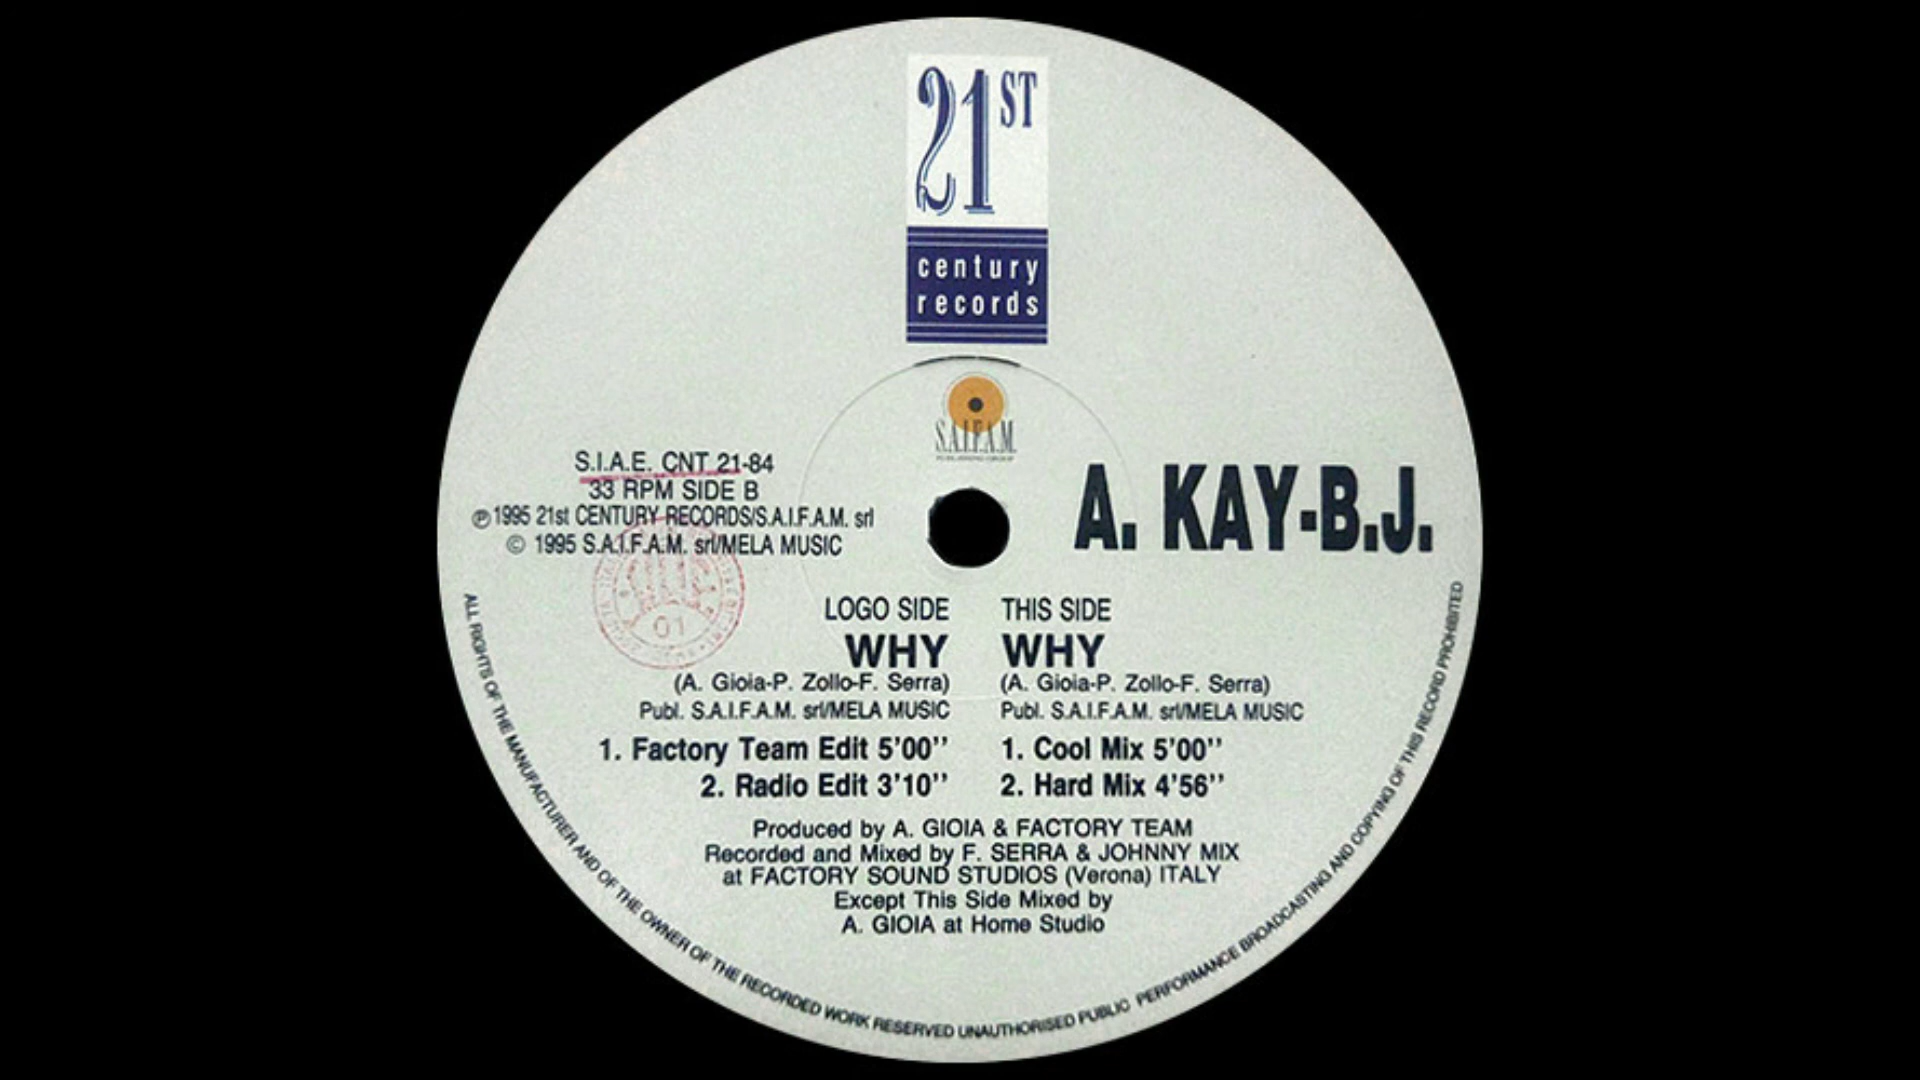 21ST
century
records
S.A.I.F.A.M.
PUBLISHING GROUP
S.I.A.E. CNT 21-84
33 RPM SIDE B
℗ 1995 21st CENTURY RECORDS/S.A.I.F.A.M. srl
© 1995 S.A.I.F.A.M. srl/MELA MUSIC
A. KAY-B.J.
01
LOGO SIDE
WHY
(A. Gioia-P. Zollo-F. Serra)
Publ. S.A.I.F.A.M. srl/MELA MUSIC
1. Factory Team Edit 5'00''
2. Radio Edit 3'10''
THIS SIDE
WHY
(A. Gioia-P. Zollo-F. Serra)
Publ. S.A.I.F.A.M. srl/MELA MUSIC
1. Cool Mix 5'00''
2. Hard Mix 4'56''
Produced by A. GIOIA & FACTORY TEAM
Recorded and Mixed by F. SERRA & JOHNNY MIX
at FACTORY SOUND STUDIOS (Verona) ITALY
Except This Side Mixed by
A. GIOIA at Home Studio
ALL RIGHTS OF THE MANUFACTURER AND OF THE OWNER OF THE RECORDED WORK RESERVED UNAUTHORISED PUBLIC PERFORMANCE BROADCASTING AND COPYING OF THIS RECORD PROHIBITED